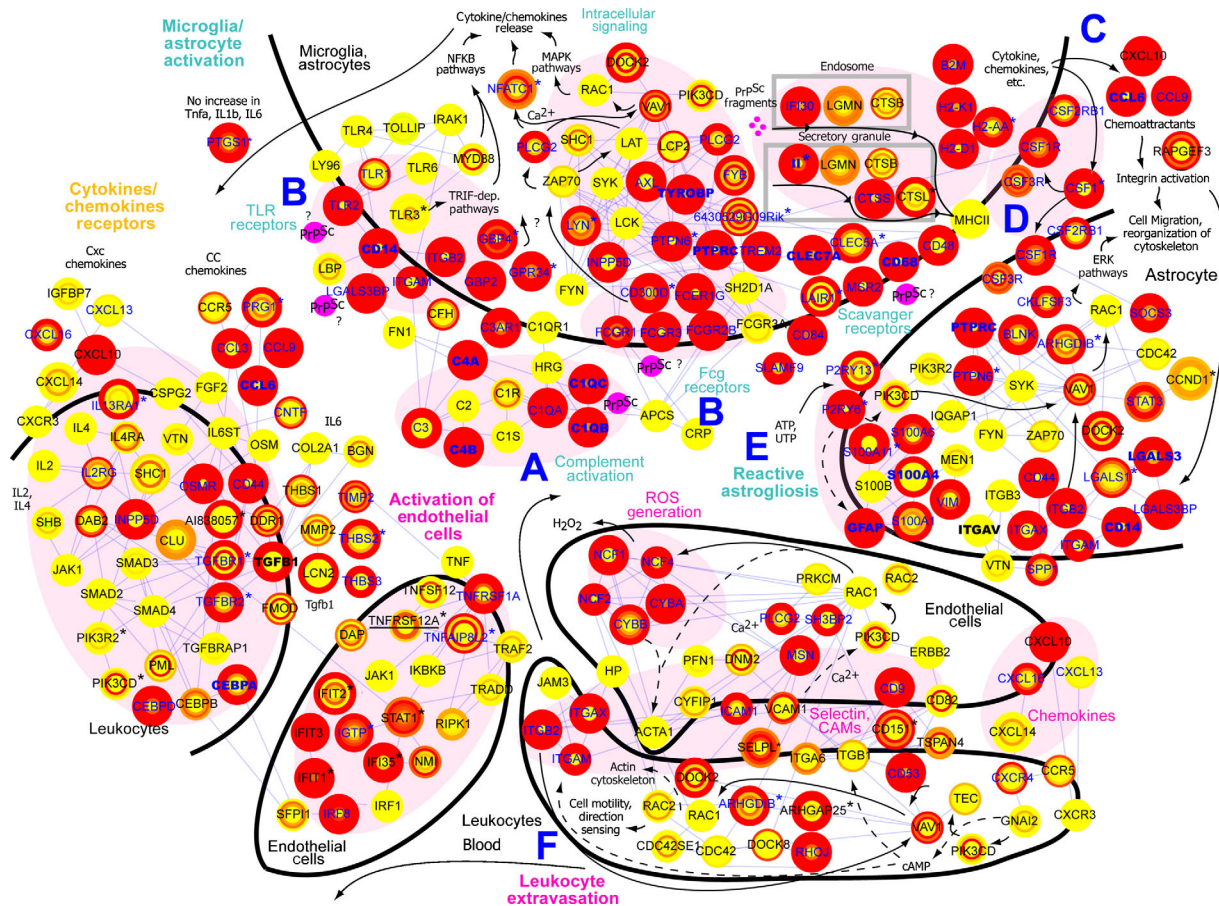 Microglia/
astrocyte
activation
Microglia,
astrocytes
Cytokine/chemokines
release
Intracellular
signaling
NFKB
pathways
MAPK
pathways
NFATC1*
DOCK2
RAC1
VAV1
PIK3CD
Ca2+
PrPSc
fragments
Endosome
IFI30
LGMN
CTSB
Secretory granule
LGMN
CTSB
CTSS
CTSL*
B2M
H2-K1
H2-AA*
H2-D1
MHCII
Cytokine,
chemokines,
etc.
C
CXCL10
CCL6
CCL9
Chemoattractants
CSF2RB1
CSF1R
CSF3R
CSF1*
RAPGEF3
Integrin activation
Cell Migration,
reorganization
of cytoskeleton
No increase in
Tnfa, IL1b, IL6
PTGS1*
TLR4
TOLLIP
IRAK1
LY96
TLR1
TLR6
MYD88
TLR2
TLR3*
TRIF-dep.
pathways
B
TLR
receptors
?
PrPSc
CD14
LBP
LGALS3BP
PrPSc
?
ITGAM
ITGB2
GBP4*
GBP2
GPR34*
?
CFH
FN1
C3AR1
C1QR1
PLCG2
SHC1
LAT
LCP2
PLCG2
ZAP70
SYK
AXL
TYROBP
FYB
LCK
6430529G09Rik*
LYN*
PTPN6*
PTPRC
TREM2
INPP5D
CD300D*
FCER1G
SH2D1A
FYN
FCGR1
FCGR3
FCGR2B
FCGR3A
PrPSc
?
Fcg
receptors
B
CLEC7A
CLEC5A*
CD68
CD48
LAIR1*
MSR2
PrPSc
?
Scavanger
receptors
CD84
SLAMF9
D
CSF2RB1
CSF1R
CSF3R
ERK
pathways
Astrocyte
CKLFSF3
RAC1
SOCS3
PTPRC
BLNK
ARHGDIB*
CDC42
CCND1*
PTPN6*
SYK
VAV1
STAT3
P2RY13*
PIK3R2
P2RY6*
PIK3CD
ATP,
UTP
E
Reactive
astrogliosis
S100A6
IQGAP1
FYN
ZAP70
DOCK2
S100A11*
MEN1
LGALS3
S100B
S100A4
CD44
LGALS1*
VIM
ITGB3
ITGB2
LGALS3BP
GFAP
S100A1
ITGAV
ITGAX
CD14
ITGAM
VTN
SPP1
Cytokines/
chemokines
receptors
Cxc
chemokines
CC
chemokines
IGFBP7
CXCL13
CCR5
PRG1*
CXCL16
CXCL10
CCL3
CCL9
CXCL14
CCL6
IL13RA1*
CSPG2
FGF2
CXCR3
CNTF
IL4
IL4RA
VTN
IL6ST
OSM
IL6
IL2
IL2RG
SHC1
COL2A1
BGN
OSMR
CD44
IL2,
IL4
SHB
DAB2
INPP5D
AI838057*
DDR1
THBS1
TIMP2
CLU
MMP2
THBS2*
JAK1
SMAD3
TGFBR1*
TGFB1
LCN2
THBS3
SMAD2
SMAD4
TGFBR2*
FMOD
Tgfb1
PIK3R2*
TGFBRAP1
PIK3CD*
PML
CEBPA
CEBPD
CEBPB
Leukocytes
C4A
HRG
C2
C1R
C1QC
C1QA
PrPSc
C3
C1S
C1QB
C4B
APCS
CRP
A
Complement
activation
Activation of
endothelial
cells
TNF
TNFSF12
TNFRSF1A
TNFRSF12A*
DAP
TNFAIP8L2*
TRAF2
JAK1
IKBKB
TRADD
IFIT2*
STAT1*
RIPK1
IFIT3
IGTP*
IFI35*
NMI
IFIT1*
IRF1
SFPI1
IRF8
Endothelial
cells
Leukocytes
Blood
F
Leukocyte
extravasation
ROS
generation
H2O2
NCF1
NCF4
NCF2
CYBA
CYBB
PRKCM
RAC1
RAC2
Endothelial
cells
Ca2+
PLCG2
SH3BP2
PIK3CD
HP
PFN1
DNM2
MSN
ERBB2
Ca2+
CXCL10
CXCL16
CXCL13
Chemokines
CXCL14
JAM3
ITGAX
CYFIP1
ICAM1
VCAM1
CD9
CD82
Selectin,
CAMs
CD151*
ITGB2
ACTA1
SELPL*
TSPAN4
ITGAM
ITGA6
ITGB1
Actin
cytoskeleton
DOCK2
CD53
CXCR4
CCR5
Cell motility,
direction
sensing
RAC2
RAC1
ARHGDIB*
ARHGAP25*
TEC
CXCR3
VAV1
GNAI2
CDC42SE1
CDC42
DOCK8
RHOJ
PIK3CD
cAMP